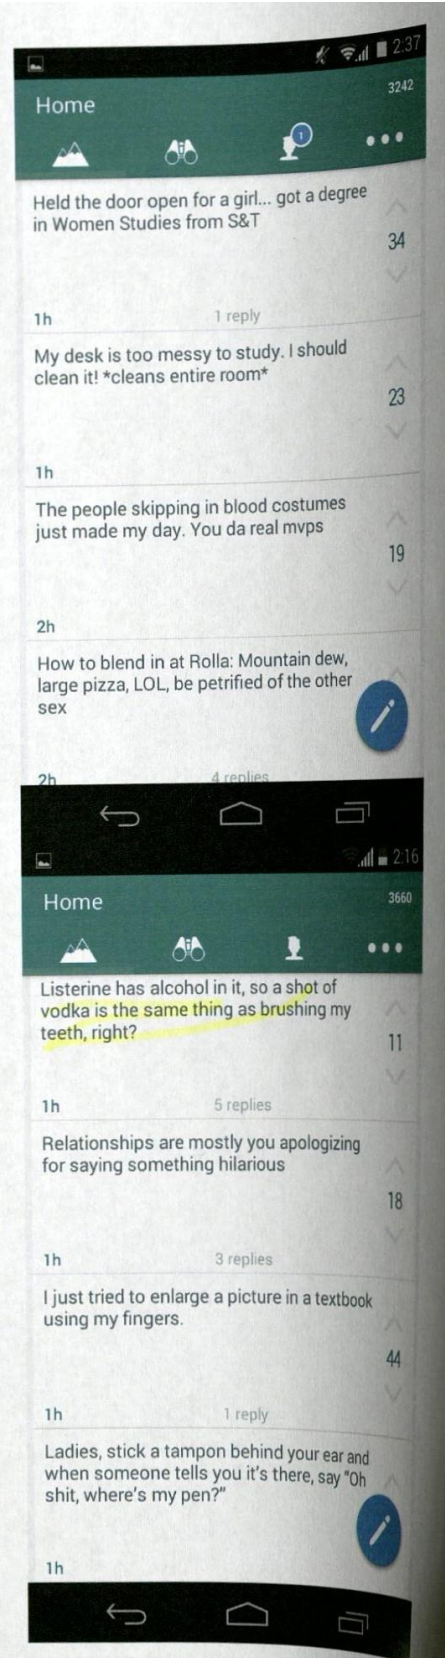 2:37
Home
3242
1
Held the door open for a girl... got a degree
in Women Studies from S&T
34
1h 1 reply
My desk is too messy to study. I should
clean it! *cleans entire room*
23
1h
The people skipping in blood costumes
just made my day. You da real mvps
19
2h
How to blend in at Rolla: Mountain dew,
large pizza, LOL, be petrified of the other
sex
2h 4 replies
2:16
Home
3660
Listerine has alcohol in it, so a shot of
vodka is the same thing as brushing my
teeth, right?
11
1h 5 replies
Relationships are mostly you apologizing
for saying something hilarious
18
1h 3 replies
I just tried to enlarge a picture in a textbook
using my fingers.
44
1h 1 reply
Ladies, stick a tampon behind your ear and
when someone tells you it's there, say "Oh
shit, where's my pen?"
1h